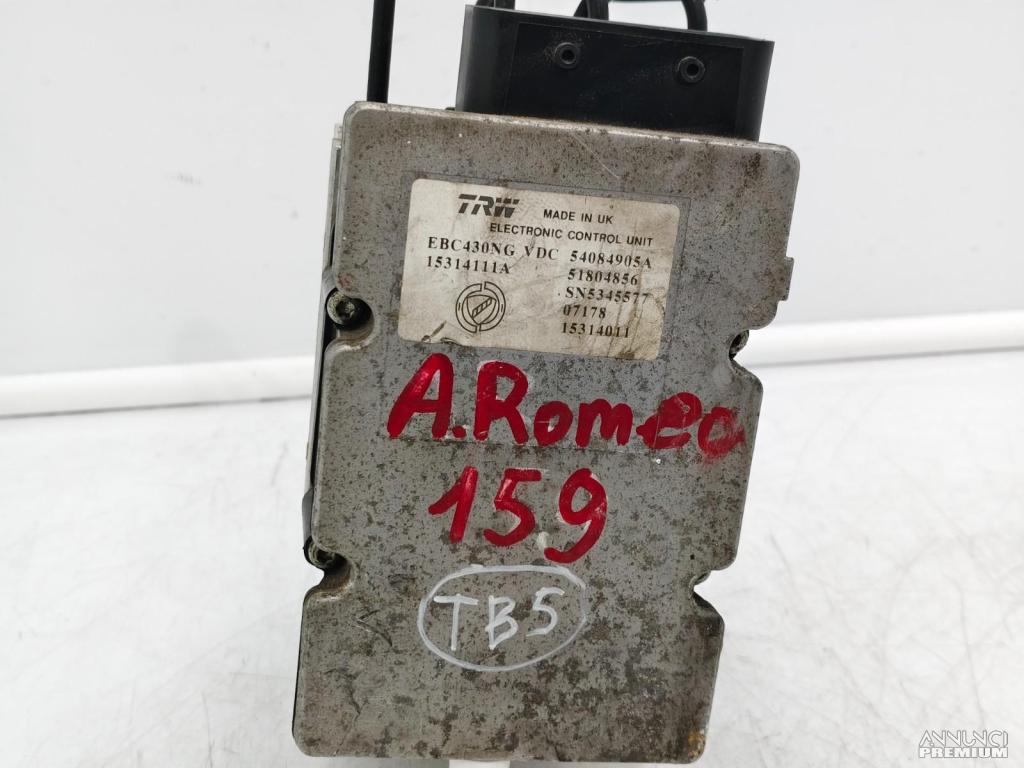 TRW MADE IN UK
ELECTRONIC CONTROL UNIT
EBC430NG VDC 54084905A
15314111A 51804856
SN5345577
07178
15314011
A.Romeo
159
TB5
ANNUNCI
PREMIUM